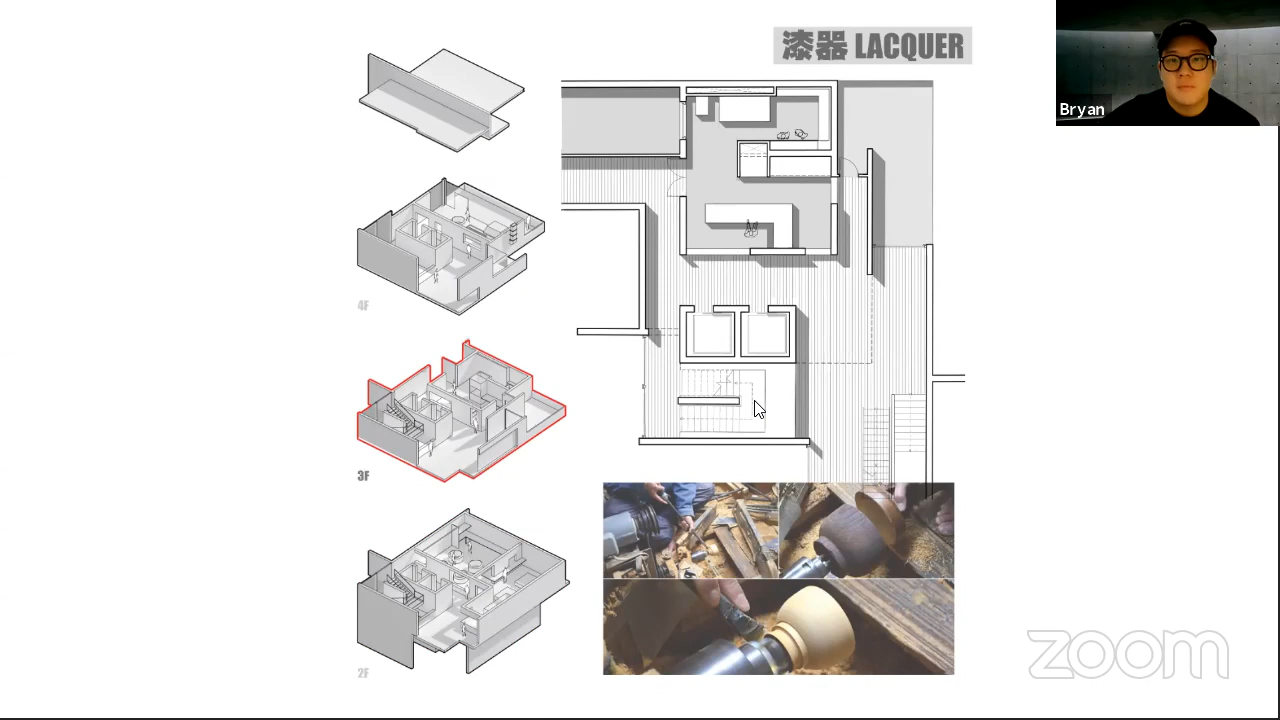 漆器 LACQUER
Bryan
4F
3F
2F
zoom